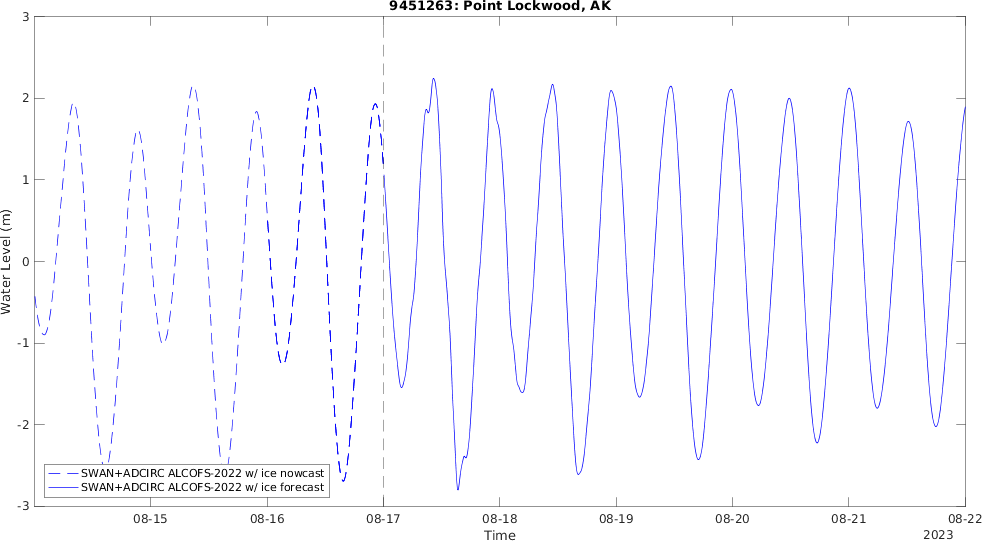 9451263: Point Lockwood, AK
3
2
1
0
-1
-2
-3
Water Level (m)
SWAN+ADCIRC ALCOFS-2022 w/ ice nowcast
SWAN+ADCIRC ALCOFS-2022 w/ ice forecast
08-15 08-16 08-17 08-18 08-19 08-20 08-21 08-22
Time
2023